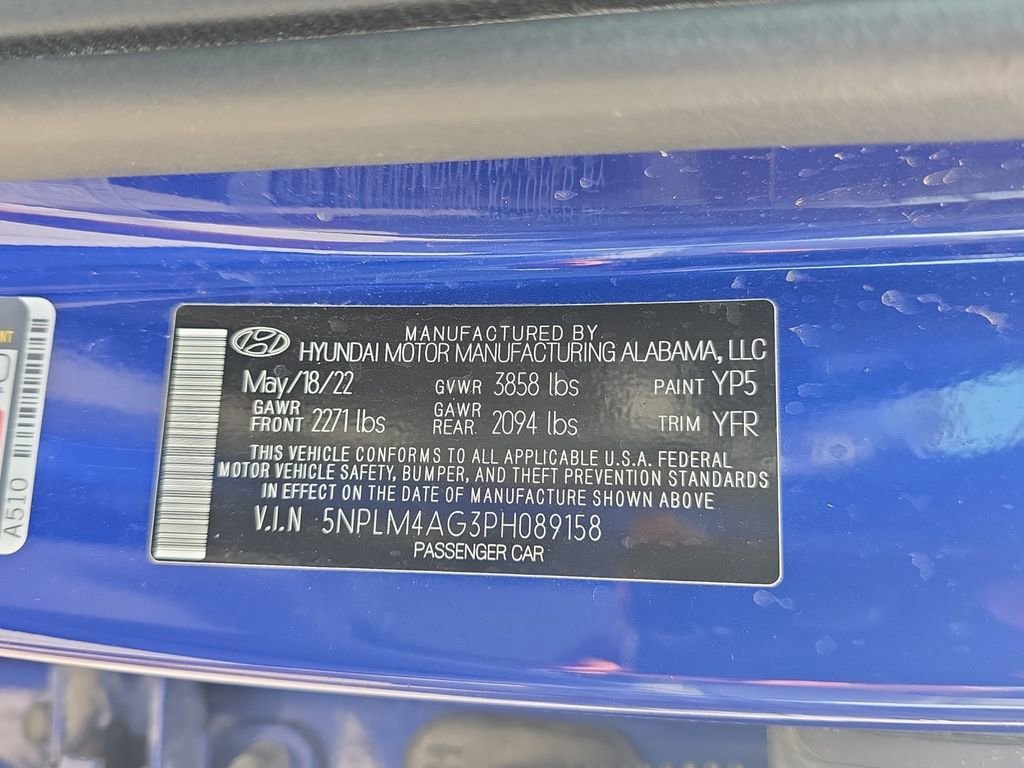 MANUFACTURED BY
HYUNDAI MOTOR MANUFACTURING ALABAMA, LLC
May/18/22 GVWR 3858 lbs PAINT YP5
GAWR FRONT 2271 lbs GAWR REAR 2094 lbs TRIM YFR
THIS VEHICLE CONFORMS TO ALL APPLICABLE U.S.A. FEDERAL
MOTOR VEHICLE SAFETY, BUMPER, AND THEFT PREVENTION STANDARDS
IN EFFECT ON THE DATE OF MANUFACTURE SHOWN ABOVE
V.I.N 5NPLM4AG3PH089158
PASSENGER CAR
A510